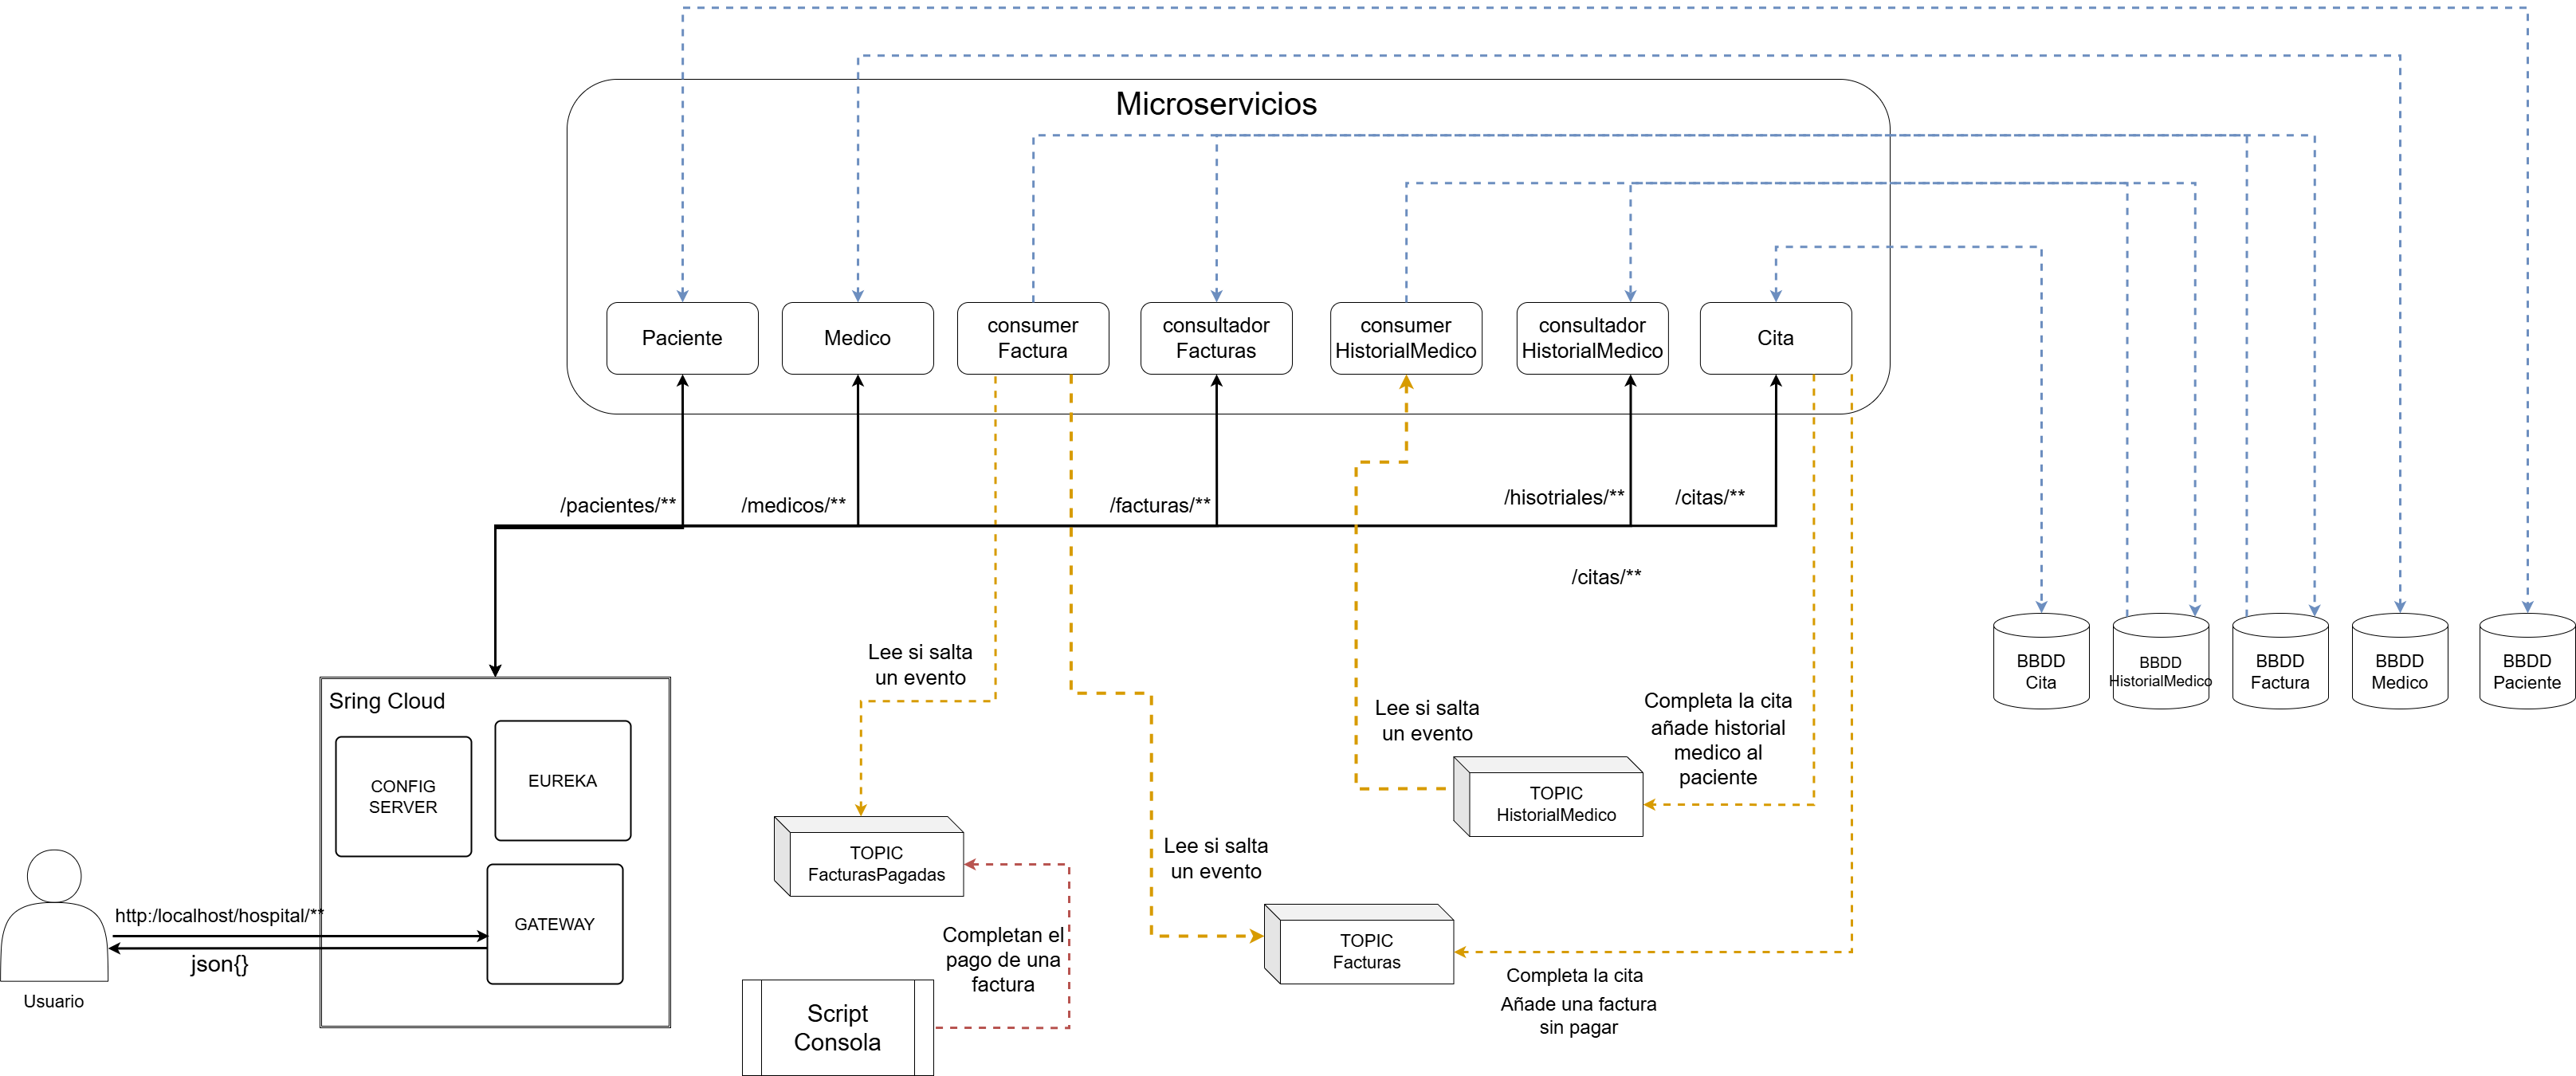 Microservicios
Paciente
Medico
consumer
Factura
consultador
Facturas
consumer
HistorialMedico
consultador
HistorialMedico
Cita
/pacientes/**
/medicos/**
/facturas/**
/hisotriales/**
/citas/**
/citas/**
Lee si salta
un evento
Lee si salta
un evento
Completa la cita
añade historial
medico al
paciente
BBDD
Cita
BBDD
HistorialMedico
BBDD
Factura
BBDD
Medico
BBDD
Paciente
Sring Cloud
CONFIG
SERVER
EUREKA
GATEWAY
TOPIC
HistorialMedico
TOPIC
FacturasPagadas
Lee si salta
un evento
http:/localhost/hospital/**
json{}
Usuario
Completan el
pago de una
factura
TOPIC
Facturas
Completa la cita
Añade una factura
sin pagar
Script
Consola